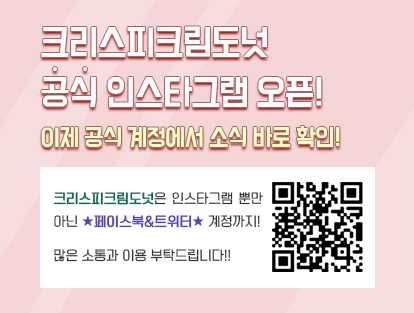 크리스피크림도넛
공식 인스타그램 오픈!
이제 공식 계정에서 소식 바로 확인!
크리스피크림도넛은 인스타그램 뿐만
아닌 ★페이스북&트위터★ 계정까지!
많은 소통과 이용 부탁드립니다!!